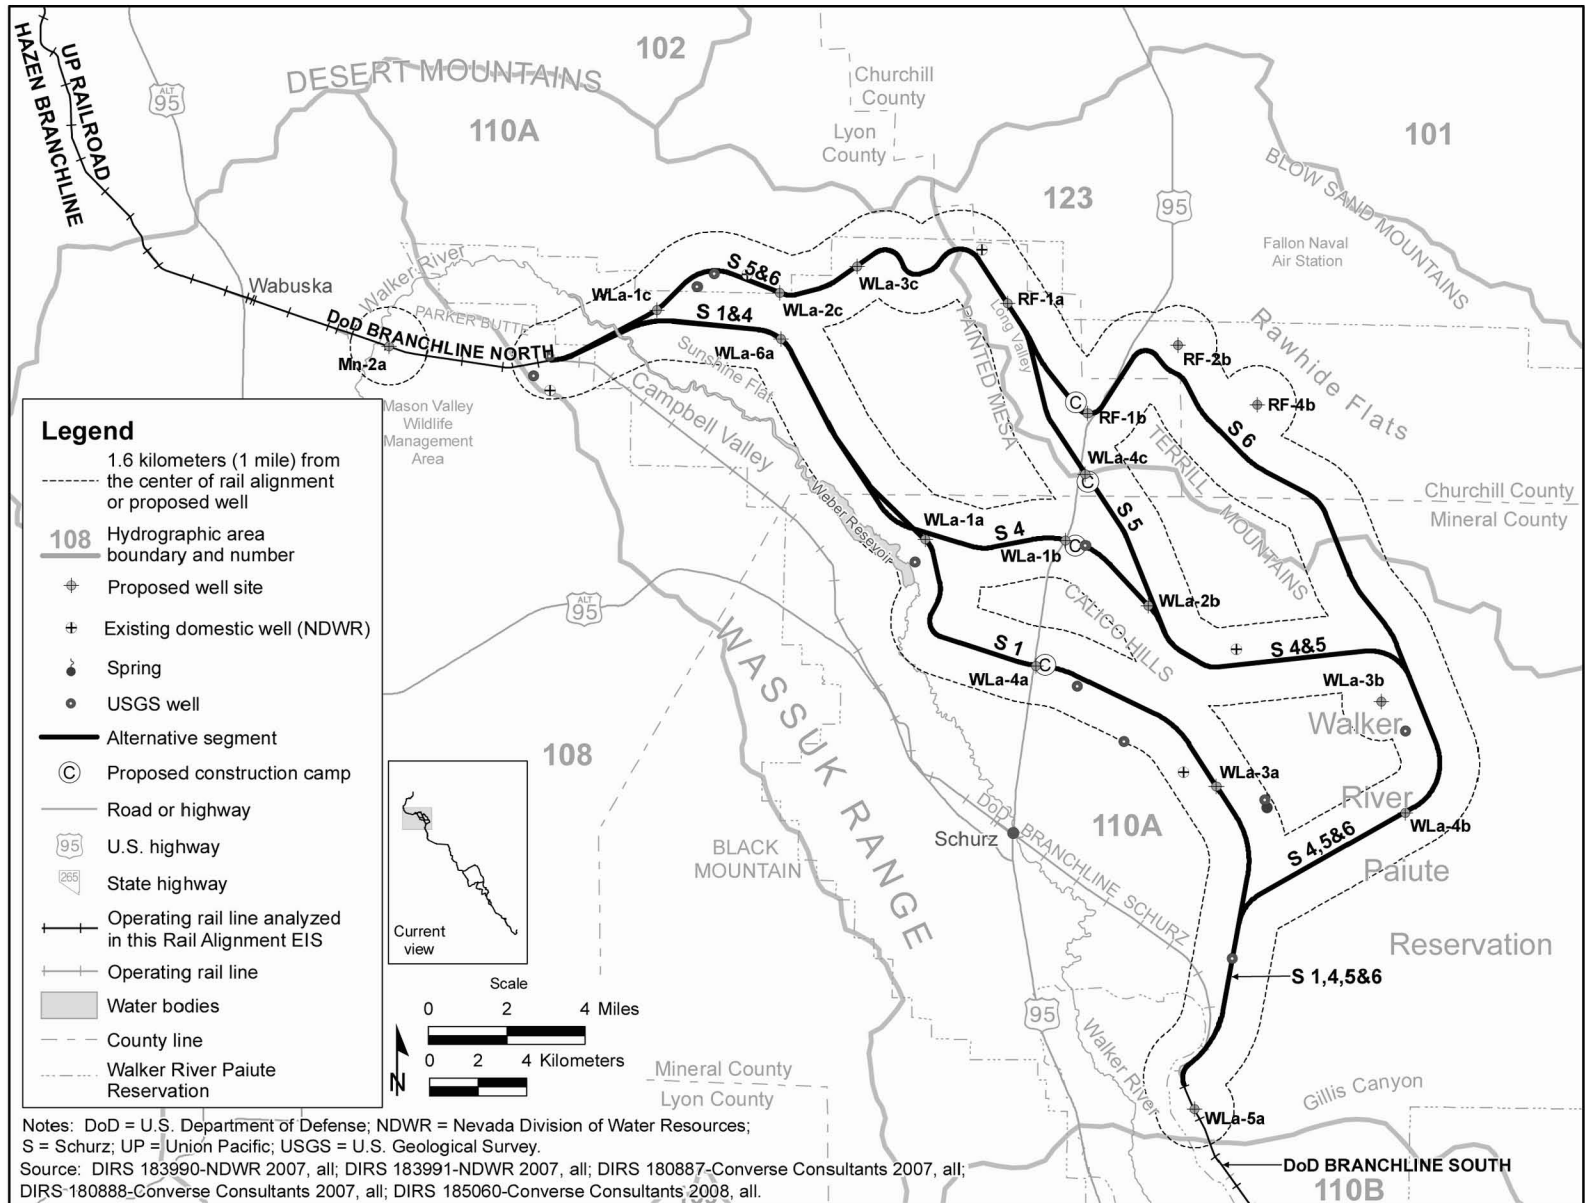 HAZEN BRANCHLINE
UP RAILROAD
ALT
95
DESERT MOUNTAINS
102
Churchill
County
Lyon
County
110A
123
95
101
BLOW SAND MOUNTAINS
Fallon Naval
Air Station
Wabuska
Walker River
PARKER BUTTE
DoD BRANCHLINE NORTH
Mn-2a
Mason Valley
Wildlife
Management
Area
WLa-1c
S 5&6
WLa-2c
WLa-3c
S 1&4
WLa-6a
Sunshine Flat
Campbell Valley
Weber Resevoir
PAINTED MESA
Long Valley
RF-1a
C
RF-1b
RF-2b
RF-4b
Rawhide Flats
S 6
WLa-4c
C
TERRILL
MOUNTAINS
S 5
Churchill County
Mineral County
WLa-1a
S 4
WLa-1b
C
WLa-2b
CALICO HILLS
S 1
WLa-4a
C
S 4&5
WLa-3b
Walker
River
Paiute
Reservation
WLa-3a
WLa-4b
S 4,5&6
ALT
95
WASSUK RANGE
108
BLACK
MOUNTAIN
Schurz
DoD BRANCHLINE SCHURZ
110A
S 1,4,5&6
95
Walker River
Mineral County
Lyon County
Gillis Canyon
WLa-5a
DoD BRANCHLINE SOUTH
110B
Legend
1.6 kilometers (1 mile) from
the center of rail alignment
or proposed well
108 Hydrographic area
boundary and number
Proposed well site
Existing domestic well (NDWR)
Spring
USGS well
Alternative segment
C Proposed construction camp
Road or highway
95 U.S. highway
265 State highway
Operating rail line analyzed
in this Rail Alignment EIS
Operating rail line
Water bodies
County line
Walker River Paiute
Reservation
Current
view
Scale
0 2 4 Miles
0 2 4 Kilometers
N
Notes: DoD = U.S. Department of Defense; NDWR = Nevada Division of Water Resources;
S = Schurz; UP = Union Pacific; USGS = U.S. Geological Survey.
Source: DIRS 183990-NDWR 2007, all; DIRS 183991-NDWR 2007, all; DIRS 180887-Converse Consultants 2007, all;
DIRS 180888-Converse Consultants 2007, all; DIRS 185060-Converse Consultants 2008, all.